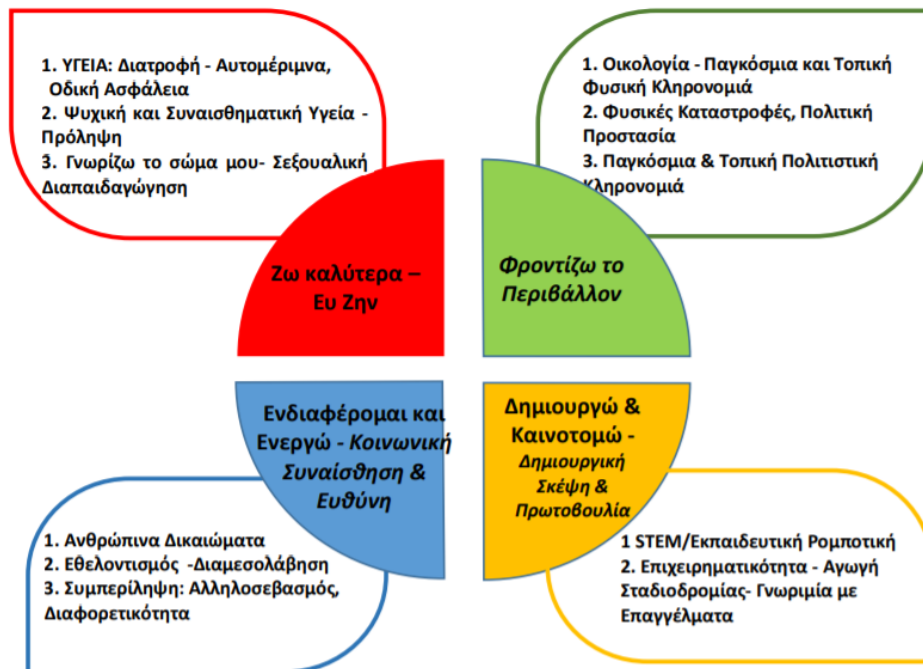 1. ΥΓΕΙΑ: Διατροφή - Αυτομέριμνα,
Οδική Ασφάλεια
2. Ψυχική και Συναισθηματική Υγεία -
Πρόληψη
3. Γνωρίζω το σώμα μου- Σεξουαλική
Διαπαιδαγώγηση
1. Οικολογία - Παγκόσμια και Τοπική
Φυσική Κληρονομιά
2. Φυσικές Καταστροφές, Πολιτική
Προστασία
3. Παγκόσμια & Τοπική Πολιτιστική
Κληρονομιά
Ζω καλύτερα –
Ευ Ζην
Φροντίζω το
Περιβάλλον
Ενδιαφέρομαι και
Ενεργώ - Κοινωνική
Συναίσθηση &
Ευθύνη
Δημιουργώ &
Καινοτομώ -
Δημιουργική
Σκέψη &
Πρωτοβουλία
1. Ανθρώπινα Δικαιώματα
2. Εθελοντισμός -Διαμεσολάβηση
3. Συμπερίληψη: Αλληλοσεβασμός,
Διαφορετικότητα
1 STEM/Εκπαιδευτική Ρομποτική
2. Επιχειρηματικότητα - Αγωγή
Σταδιοδρομίας- Γνωριμία με
Επαγγέλματα